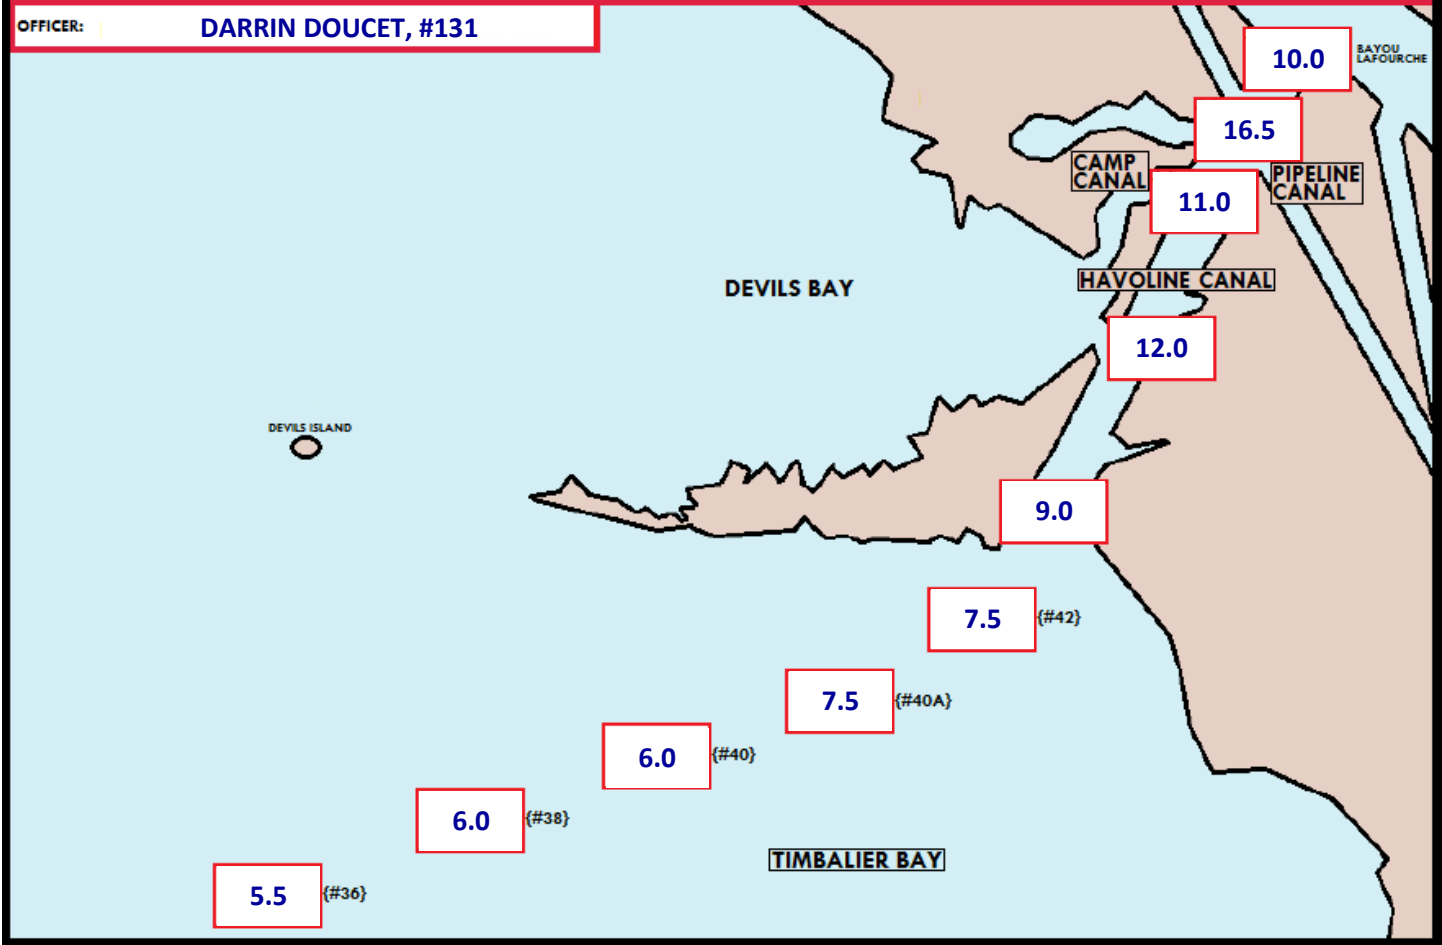 OFFICER: DARRIN DOUCET, #131
10.0
BAYOU
LAFOURCHE
16.5
CAMP
CANAL
PIPELINE
CANAL
11.0
DEVILS BAY
HAVOLINE CANAL
12.0
DEVILS ISLAND
9.0
7.5 {#42}
7.5 {#40A}
6.0 {#40}
6.0 {#38}
TIMBALIER BAY
5.5 {#36}